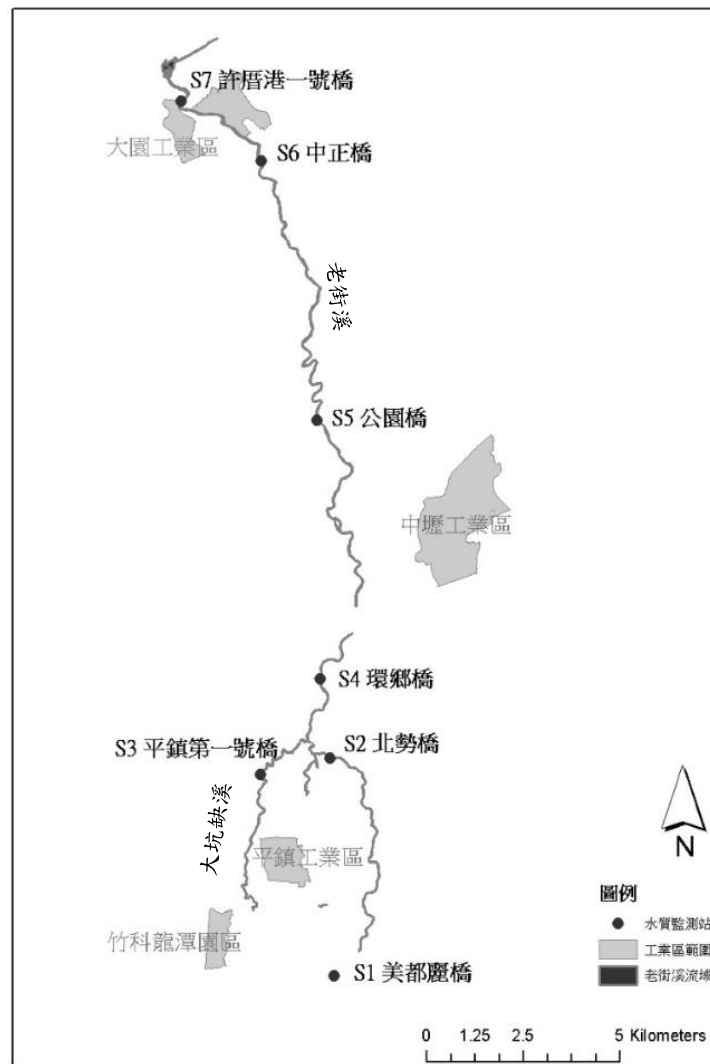 S7 許厝港一號橋
大園工業區
S6 中正橋
老街溪
S5 公園橋
中壢工業區
S4 環鄉橋
S3 平鎮第一號橋
S2 北勢橋
大坑缺溪
平鎮工業區
竹科龍潭園區
S1 美都麗橋
N
圖例
水質監測站
工業區範圍
老街溪流域
0 1.25 2.5 5 Kilometers